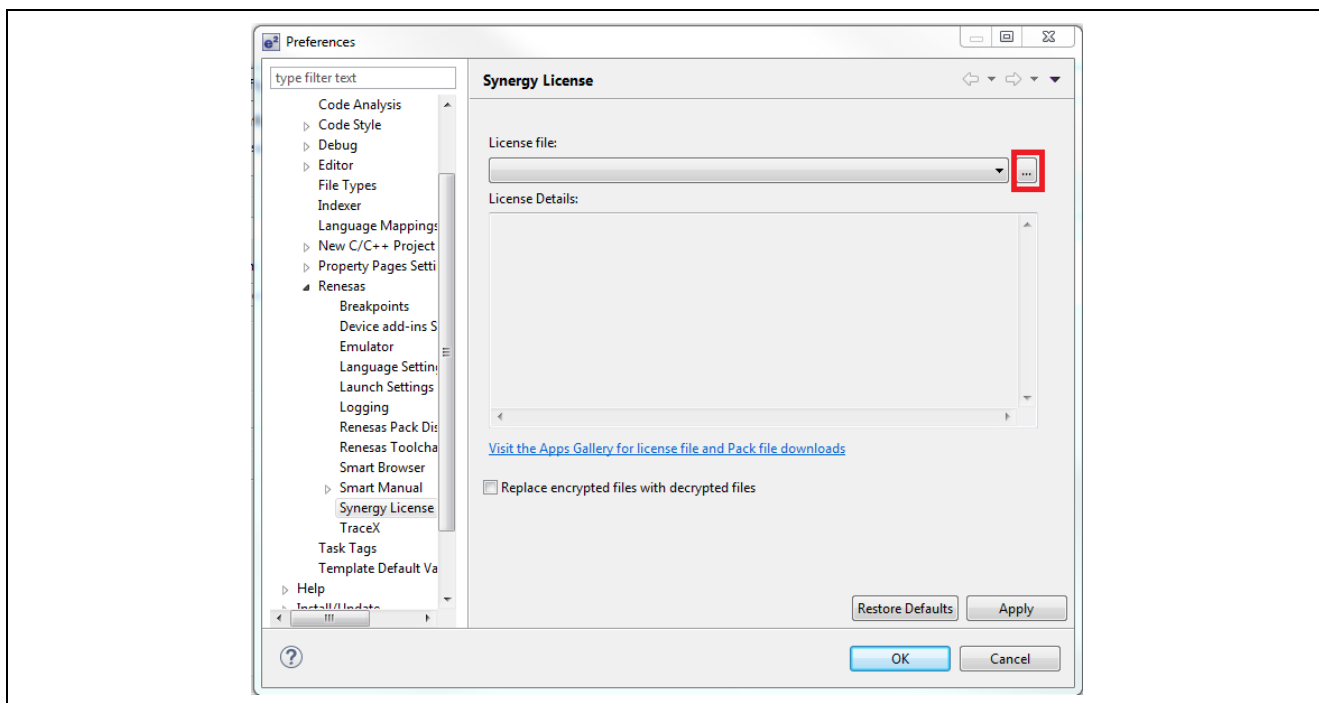 e² Preferences
type filter text
Code Analysis
Code Style
Debug
Editor
File Types
Indexer
Language Mappings
New C/C++ Project
Property Pages Setti
Renesas
Breakpoints
Device add-ins S
Emulator
Language Settin
Launch Settings
Logging
Renesas Pack Dis
Renesas Toolcha
Smart Browser
Smart Manual
Synergy License
TraceX
Task Tags
Template Default Va
Help
Install/Update
Synergy License
License file:
...
License Details:
Visit the Apps Gallery for license file and Pack file downloads
Replace encrypted files with decrypted files
Restore Defaults
Apply
?
OK
Cancel